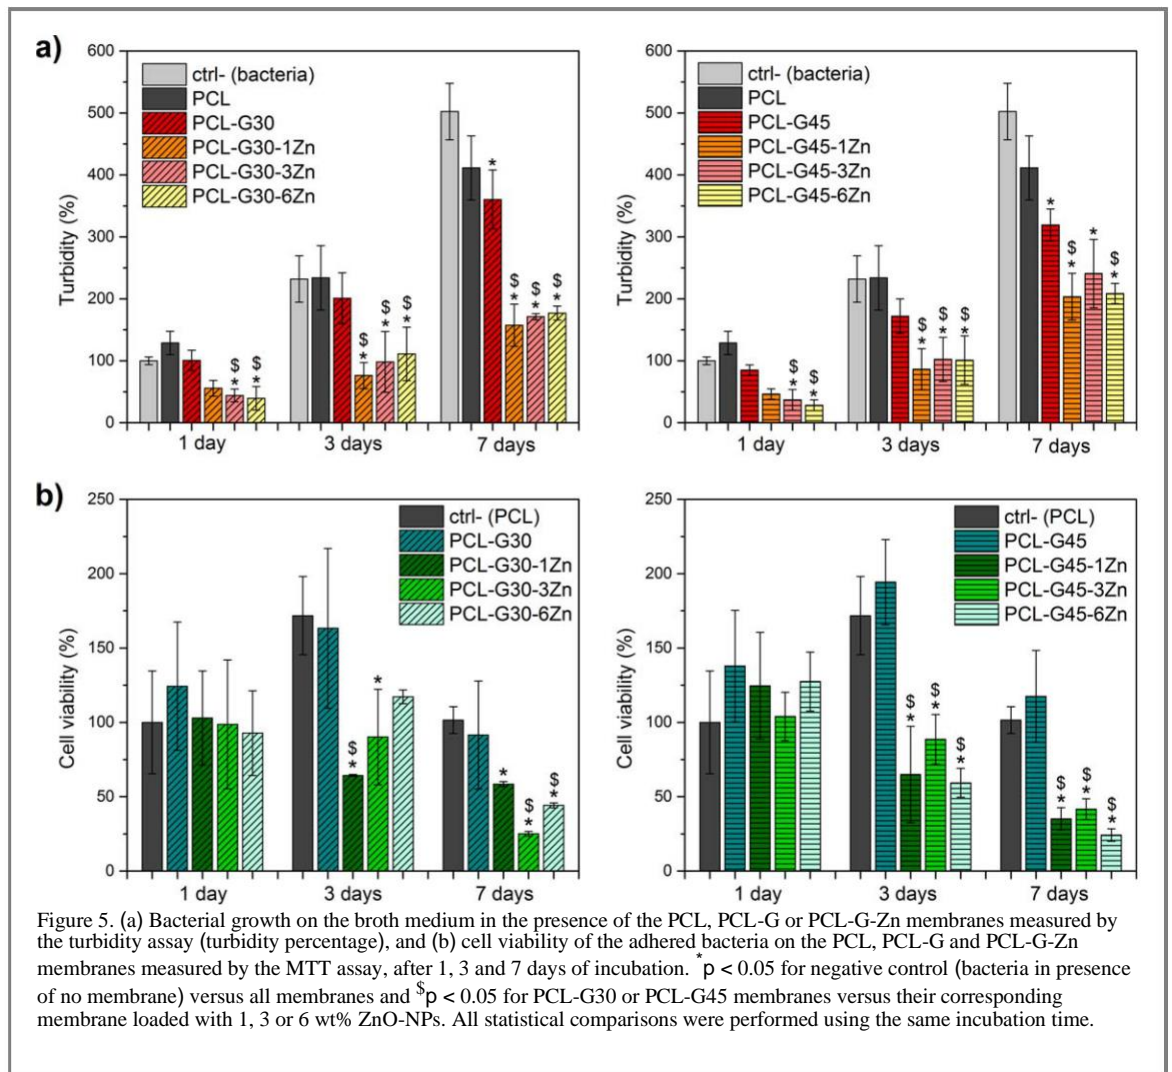 a)
600
500
400
300
200
100
0
Turbidity (%)
ctrl- (bacteria)
PCL
PCL-G30
PCL-G30-1Zn
PCL-G30-3Zn
PCL-G30-6Zn
$ * $ *
$ * $ * $ *
* $ * $ * $ *
1 day 3 days 7 days
600
500
400
300
200
100
0
Turbidity (%)
ctrl- (bacteria)
PCL
PCL-G45
PCL-G45-1Zn
PCL-G45-3Zn
PCL-G45-6Zn
$ * $ *
$ * $ * $ *
* $ * * $ *
1 day 3 days 7 days
b)
250
200
150
100
50
0
Cell viability (%)
ctrl- (PCL)
PCL-G30
PCL-G30-1Zn
PCL-G30-3Zn
PCL-G30-6Zn
$ * *
* $ * $ *
1 day 3 days 7 days
250
200
150
100
50
0
Cell viability (%)
ctrl- (PCL)
PCL-G45
PCL-G45-1Zn
PCL-G45-3Zn
PCL-G45-6Zn
$ * $ * $ *
$ * $ * $ *
1 day 3 days 7 days
Figure 5. (a) Bacterial growth on the broth medium in the presence of the PCL, PCL-G or PCL-G-Zn membranes measured by
the turbidity assay (turbidity percentage), and (b) cell viability of the adhered bacteria on the PCL, PCL-G and PCL-G-Zn
membranes measured by the MTT assay, after 1, 3 and 7 days of incubation. *p < 0.05 for negative control (bacteria in presence
of no membrane) versus all membranes and $p < 0.05 for PCL-G30 or PCL-G45 membranes versus their corresponding
membrane loaded with 1, 3 or 6 wt% ZnO-NPs. All statistical comparisons were performed using the same incubation time.